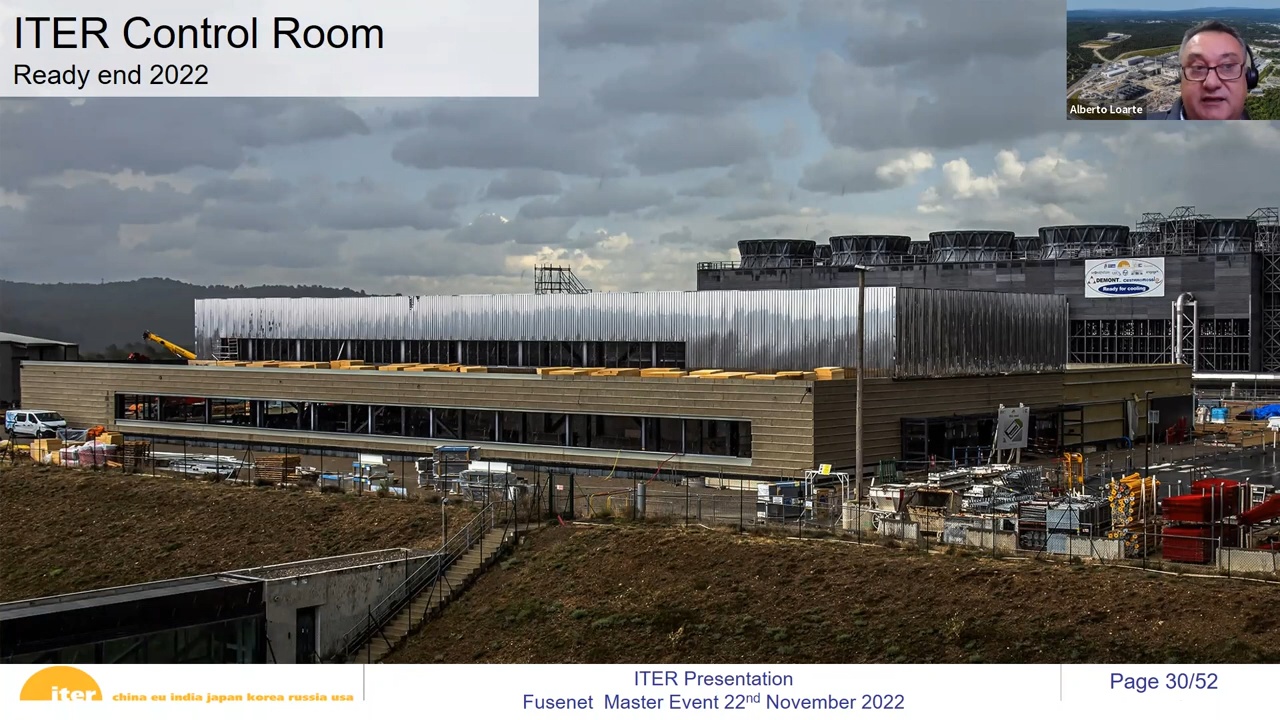 ITER Control Room
Ready end 2022
Alberto Loarte
DEMONT
Ready for cooling
iter
china eu india japan korea russia usa
ITER Presentation
Fusenet Master Event 22nd November 2022
Page 30/52